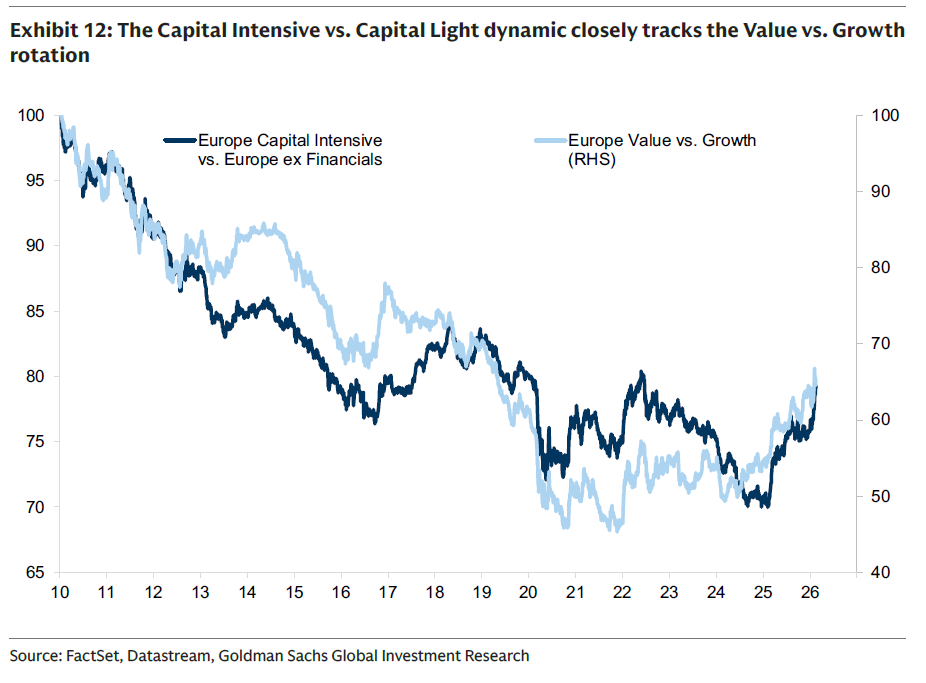 Exhibit 12: The Capital Intensive vs. Capital Light dynamic closely tracks the Value vs. Growth
rotation
100
95
90
85
80
75
70
65
Europe Capital Intensive
vs. Europe ex Financials
Europe Value vs. Growth
(RHS)
100
90
80
70
60
50
40
10 11 12 13 14 15 16 17 18 19 20 21 22 23 24 25 26
Source: FactSet, Datastream, Goldman Sachs Global Investment Research